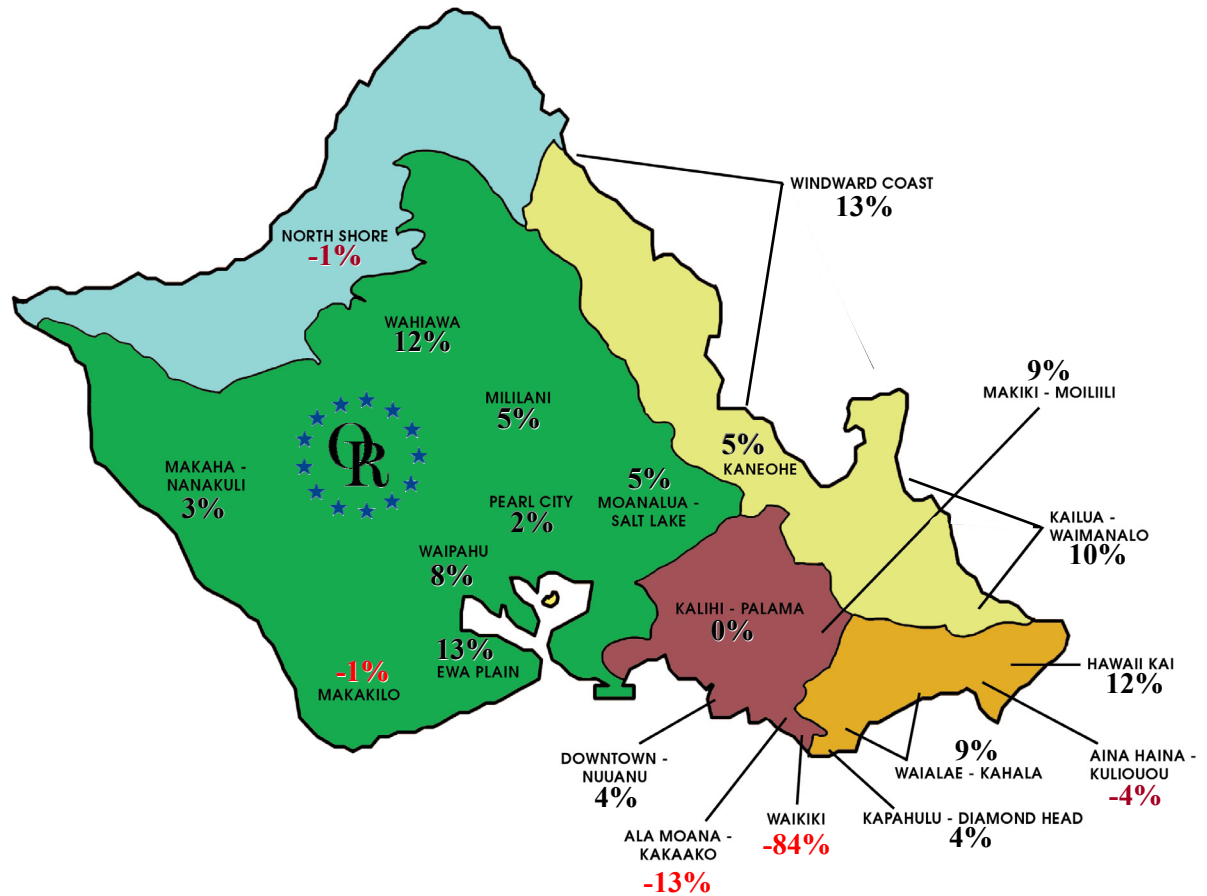 WINDWARD COAST
13%
NORTH SHORE
-1%
WAHIAWA
12%
MILILANI
5%
9%
MAKIKI - MOILIILI
5%
KANEOHE
MAKAHA -
NANAKULI
3%
OR
PEARL CITY
2%
5%
MOANALUA -
SALT LAKE
KAILUA -
WAIMANALO
10%
WAIPAHU
8%
KALIHI - PALAMA
0%
13%
EWA PLAIN
-1%
MAKAKILO
HAWAII KAI
12%
DOWNTOWN -
NUUANU
4%
9%
WAIALAE - KAHALA
AINA HAINA -
KULIOUOU
-4%
ALA MOANA -
KAKAAKO
-13%
WAIKIKI
-84%
KAPAHULU - DIAMOND HEAD
4%